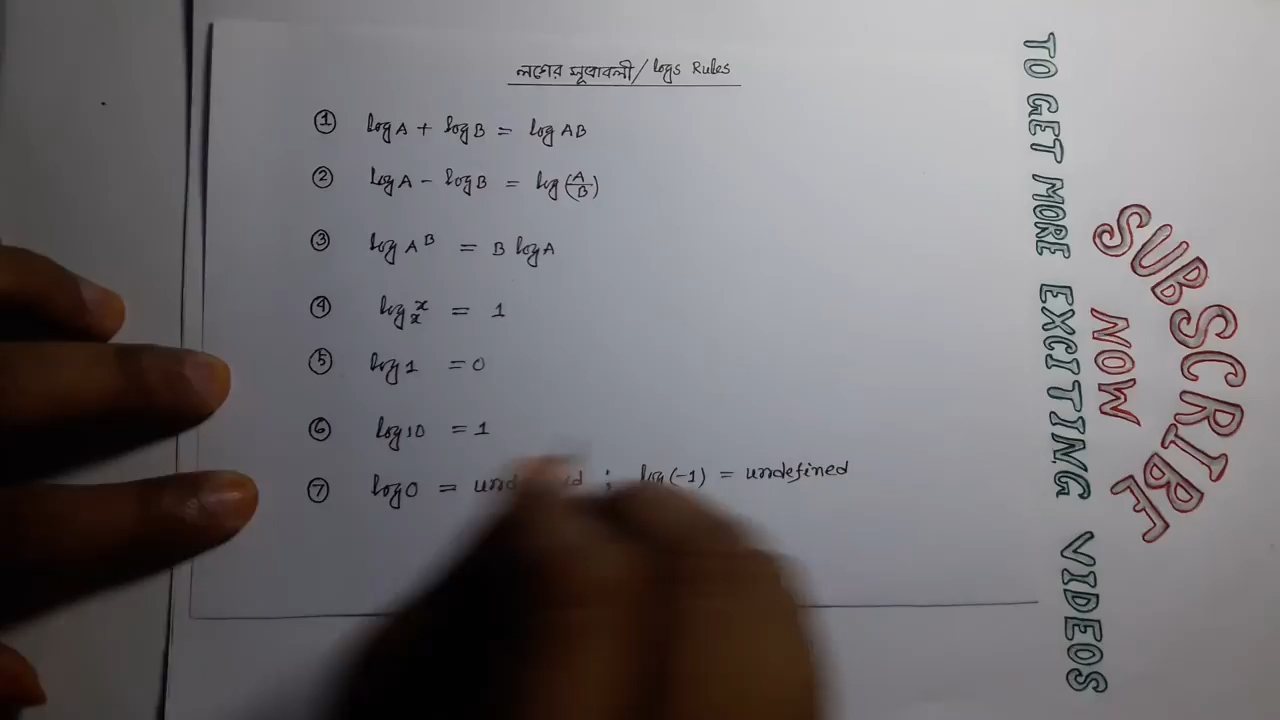 লগের সূত্রাবলী / logs Rules
① log A + log B = log AB
② log A - log B = log (A/B)
③ log A^B = B log A
④ log_x x = 1
⑤ log 1 = 0
⑥ log 10 = 1
⑦ log 0 = ; log (-1) = undefined
TO GET MORE EXCITING VIDEOS
SUBSCRIBE
NOW